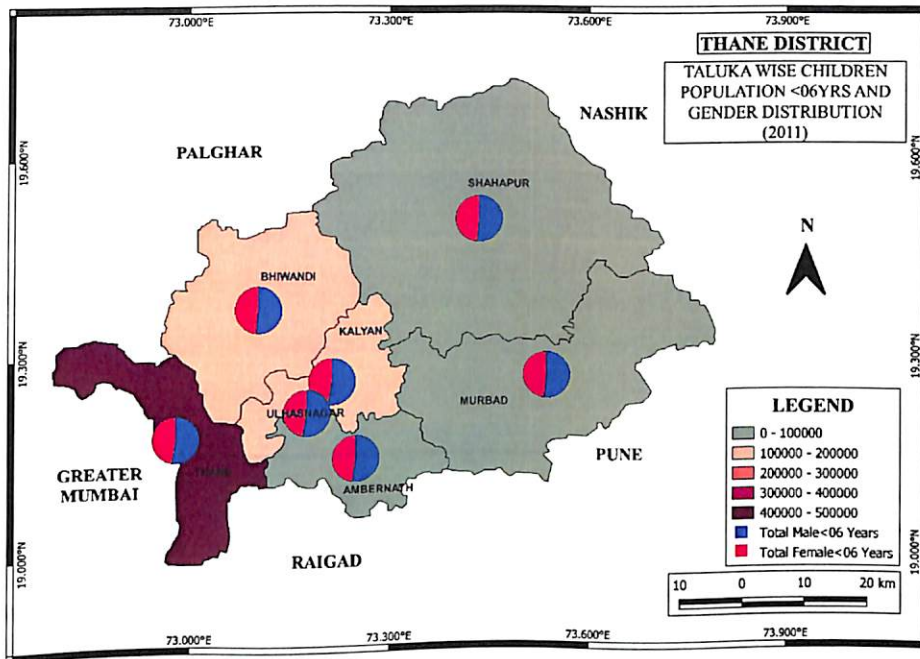 73.000°E 73.300°E 73.600°E 73.900°E
THANE DISTRICT
TALUKA WISE CHILDREN
POPULATION <06YRS AND
GENDER DISTRIBUTION
(2011)
NASHIK
PALGHAR
19.600°N
19.600°N
SHAHAPUR
N
BHIWANDI
KALYAN
19.300°N
19.300°N
MURBAD
ULHASNAGAR
THANE
AMBERNATH
GREATER
MUMBAI
PUNE
RAIGAD
LEGEND
0 - 100000
100000 - 200000
200000 - 300000
300000 - 400000
400000 - 500000
Total Male<06 Years
Total Female<06 Years
19.000°N
19.000°N
10 0 10 20 km
73.000°E 73.300°E 73.600°E 73.900°E